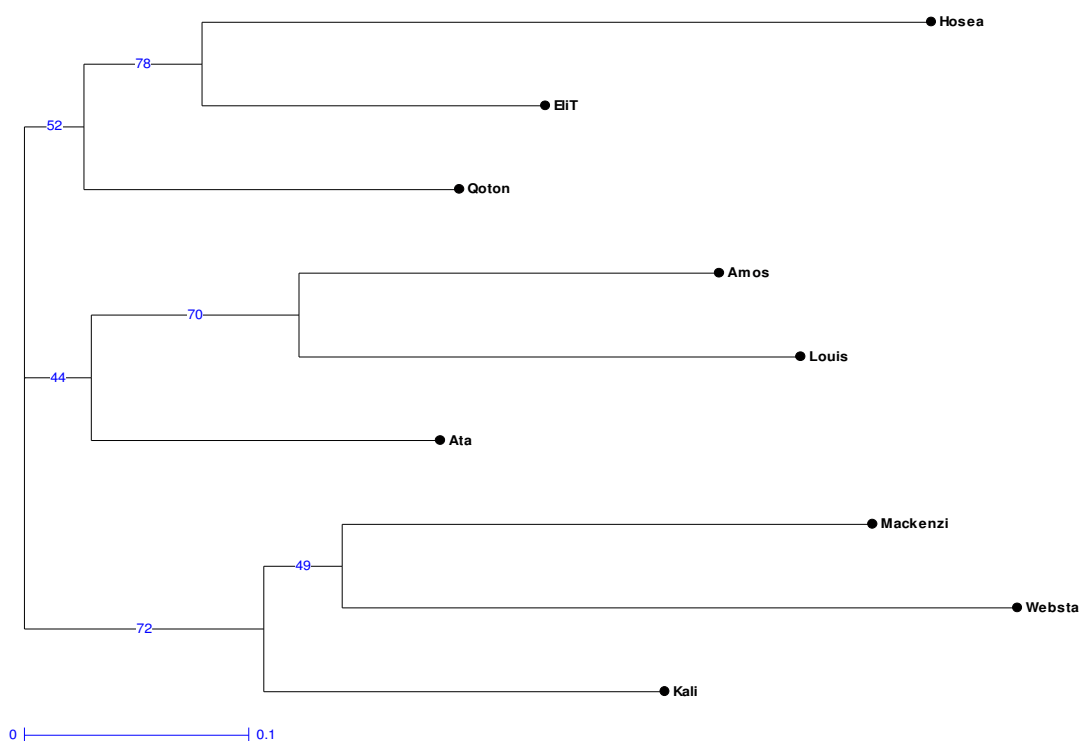 Hosea
78
EliT
52
Qoton
Amos
70
Louis
44
Ata
Mackenzi
49
Websta
72
Kali
0 0.1